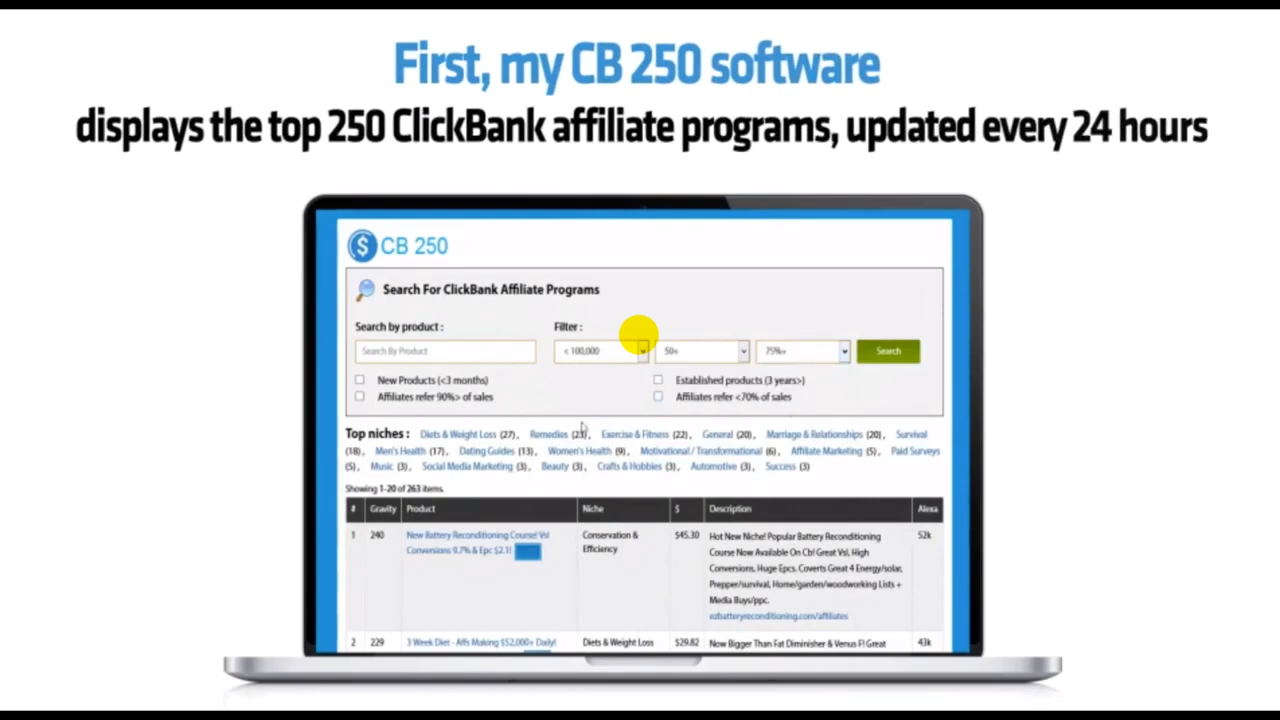 First, my CB 250 software
displays the top 250 ClickBank affiliate programs, updated every 24 hours
$ CB 250
Search For ClickBank Affiliate Programs
Search by product : Filter :
Search By Product < 100,000 50+ 75%+ Search
New Products (<3 months) Established products (3 years>)
Affiliates refer 90%> of sales Affiliates refer <70% of sales
Top niches : Diets & Weight Loss (27), Remedies (23), Exercise & Fitness (22), General (20), Marriage & Relationships (20), Survival
(18), Men's Health (17), Dating Guides (13), Women's Health (9), Motivational / Transformational (6), Affiliate Marketing (5), Paid Surveys
(5), Music (3), Social Media Marketing (3), Beauty (3), Crafts & Hobbies (3), Automotive (3), Success (3)
Showing 1-20 of 263 items.
# Gravity Product Niche $ Description Alexa
1 240 New Battery Reconditioning Course! Vsl Conservation & $45.30 Hot New Niche! Popular Battery Reconditioning 52k
Conversions 9.7% & Epc $2.1! Efficiency Course Now Available On Cb! Great Vsl, High
Conversions, Huge Epcs. Coverts Great 4 Energy/solar,
Prepper/survival, Home/garden/woodworking Lists +
Media Buys/ppc.
ezbatteryreconditioning.com/affiliates
2 229 3 Week Diet - Affs Making $52,000+ Daily! Diets & Weight Loss $29.82 Now Bigger Than Fat Diminisher & Venus F! Great 43k